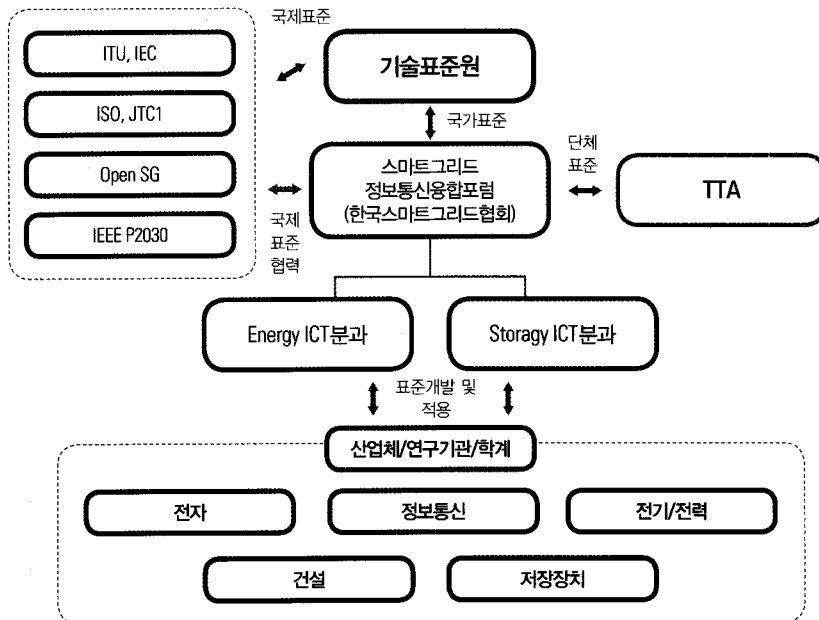 국제표준
ITU, IEC
ISO, JTC1
Open SG
IEEE P2030
기술표준원
국가표준
스마트그리드
정보통신융합포럼
(한국스마트그리드협회)
단체
표준
TTA
국제
표준
협력
Energy ICT분과
Storagy ICT분과
표준개발 및
적용
산업체/연구기관/학계
전자
정보통신
전기/전력
건설
저장장치